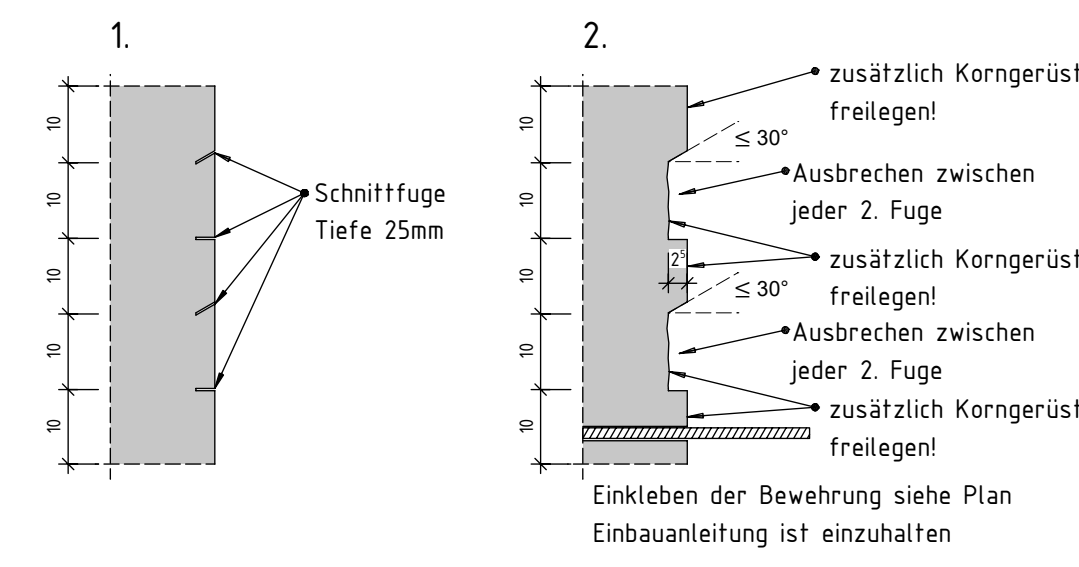 1.
10
10
10
10
10
Schnittfuge
Tiefe 25mm
2.
10
10
10
10
10
zusätzlich Korngerüst
freilegen!
≤ 30°
Ausbrechen zwischen
jeder 2. Fuge
2⁵
zusätzlich Korngerüst
freilegen!
≤ 30°
Ausbrechen zwischen
jeder 2. Fuge
zusätzlich Korngerüst
freilegen!
Einkleben der Bewehrung siehe Plan
Einbauanleitung ist einzuhalten